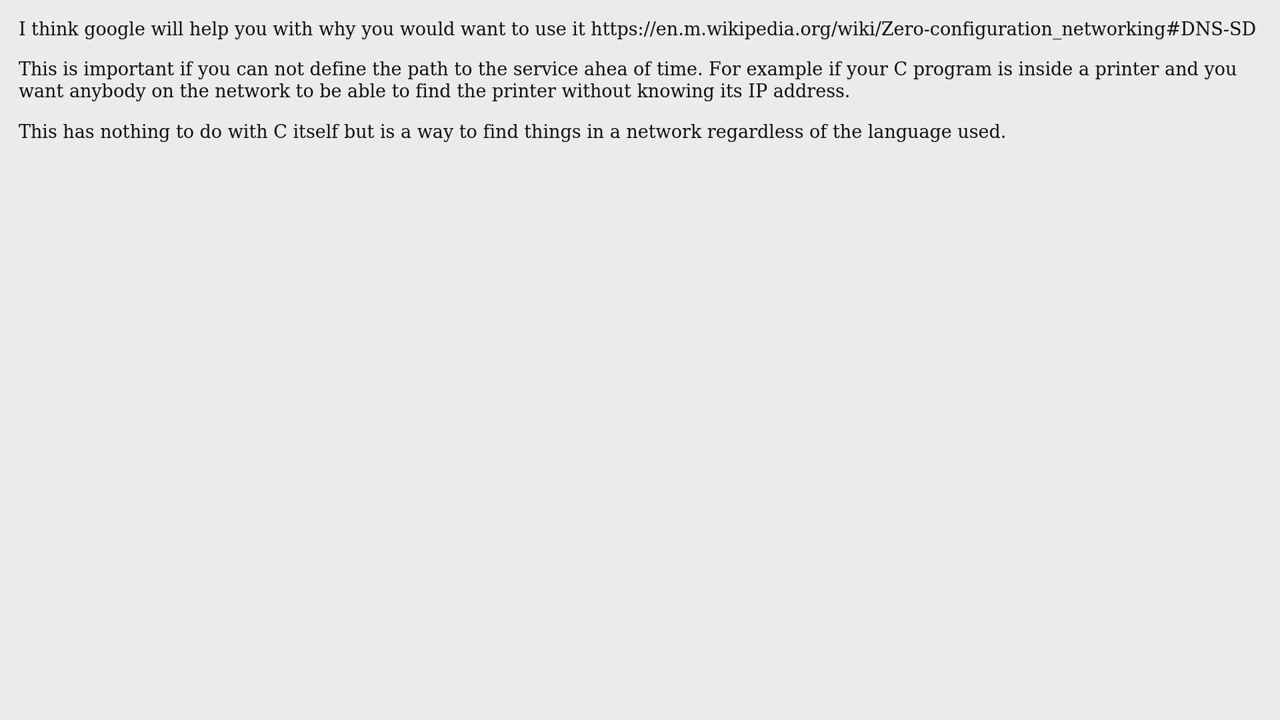 I think google will help you with why you would want to use it https://en.m.wikipedia.org/wiki/Zero-configuration_networking#DNS-SD
This is important if you can not define the path to the service ahea of time. For example if your C program is inside a printer and you
want anybody on the network to be able to find the printer without knowing its IP address.
This has nothing to do with C itself but is a way to find things in a network regardless of the language used.